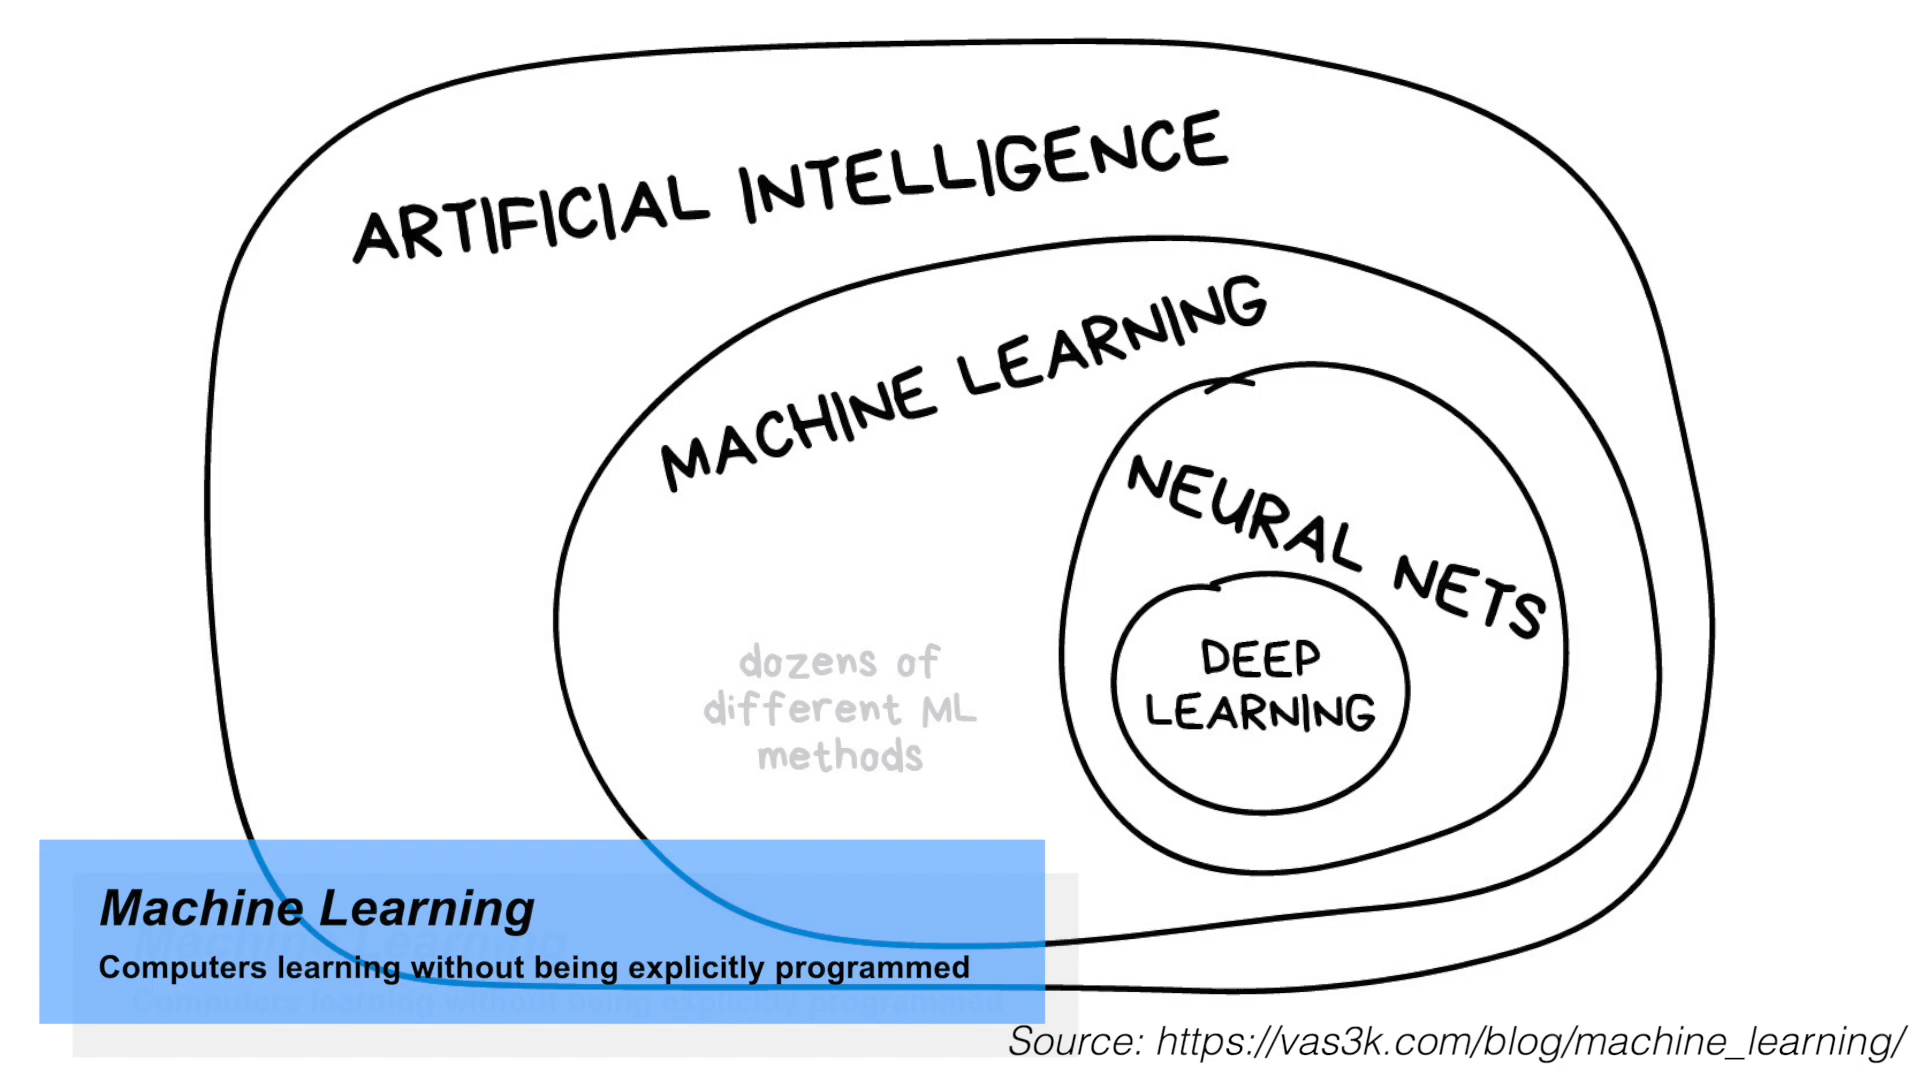 ARTIFICIAL INTELLIGENCE
MACHINE LEARNING
NEURAL NETS
DEEP
LEARNING
dozens of
different ML
methods
Machine Learning
Computers learning without being explicitly programmed
Source: https://vas3k.com/blog/machine_learning/